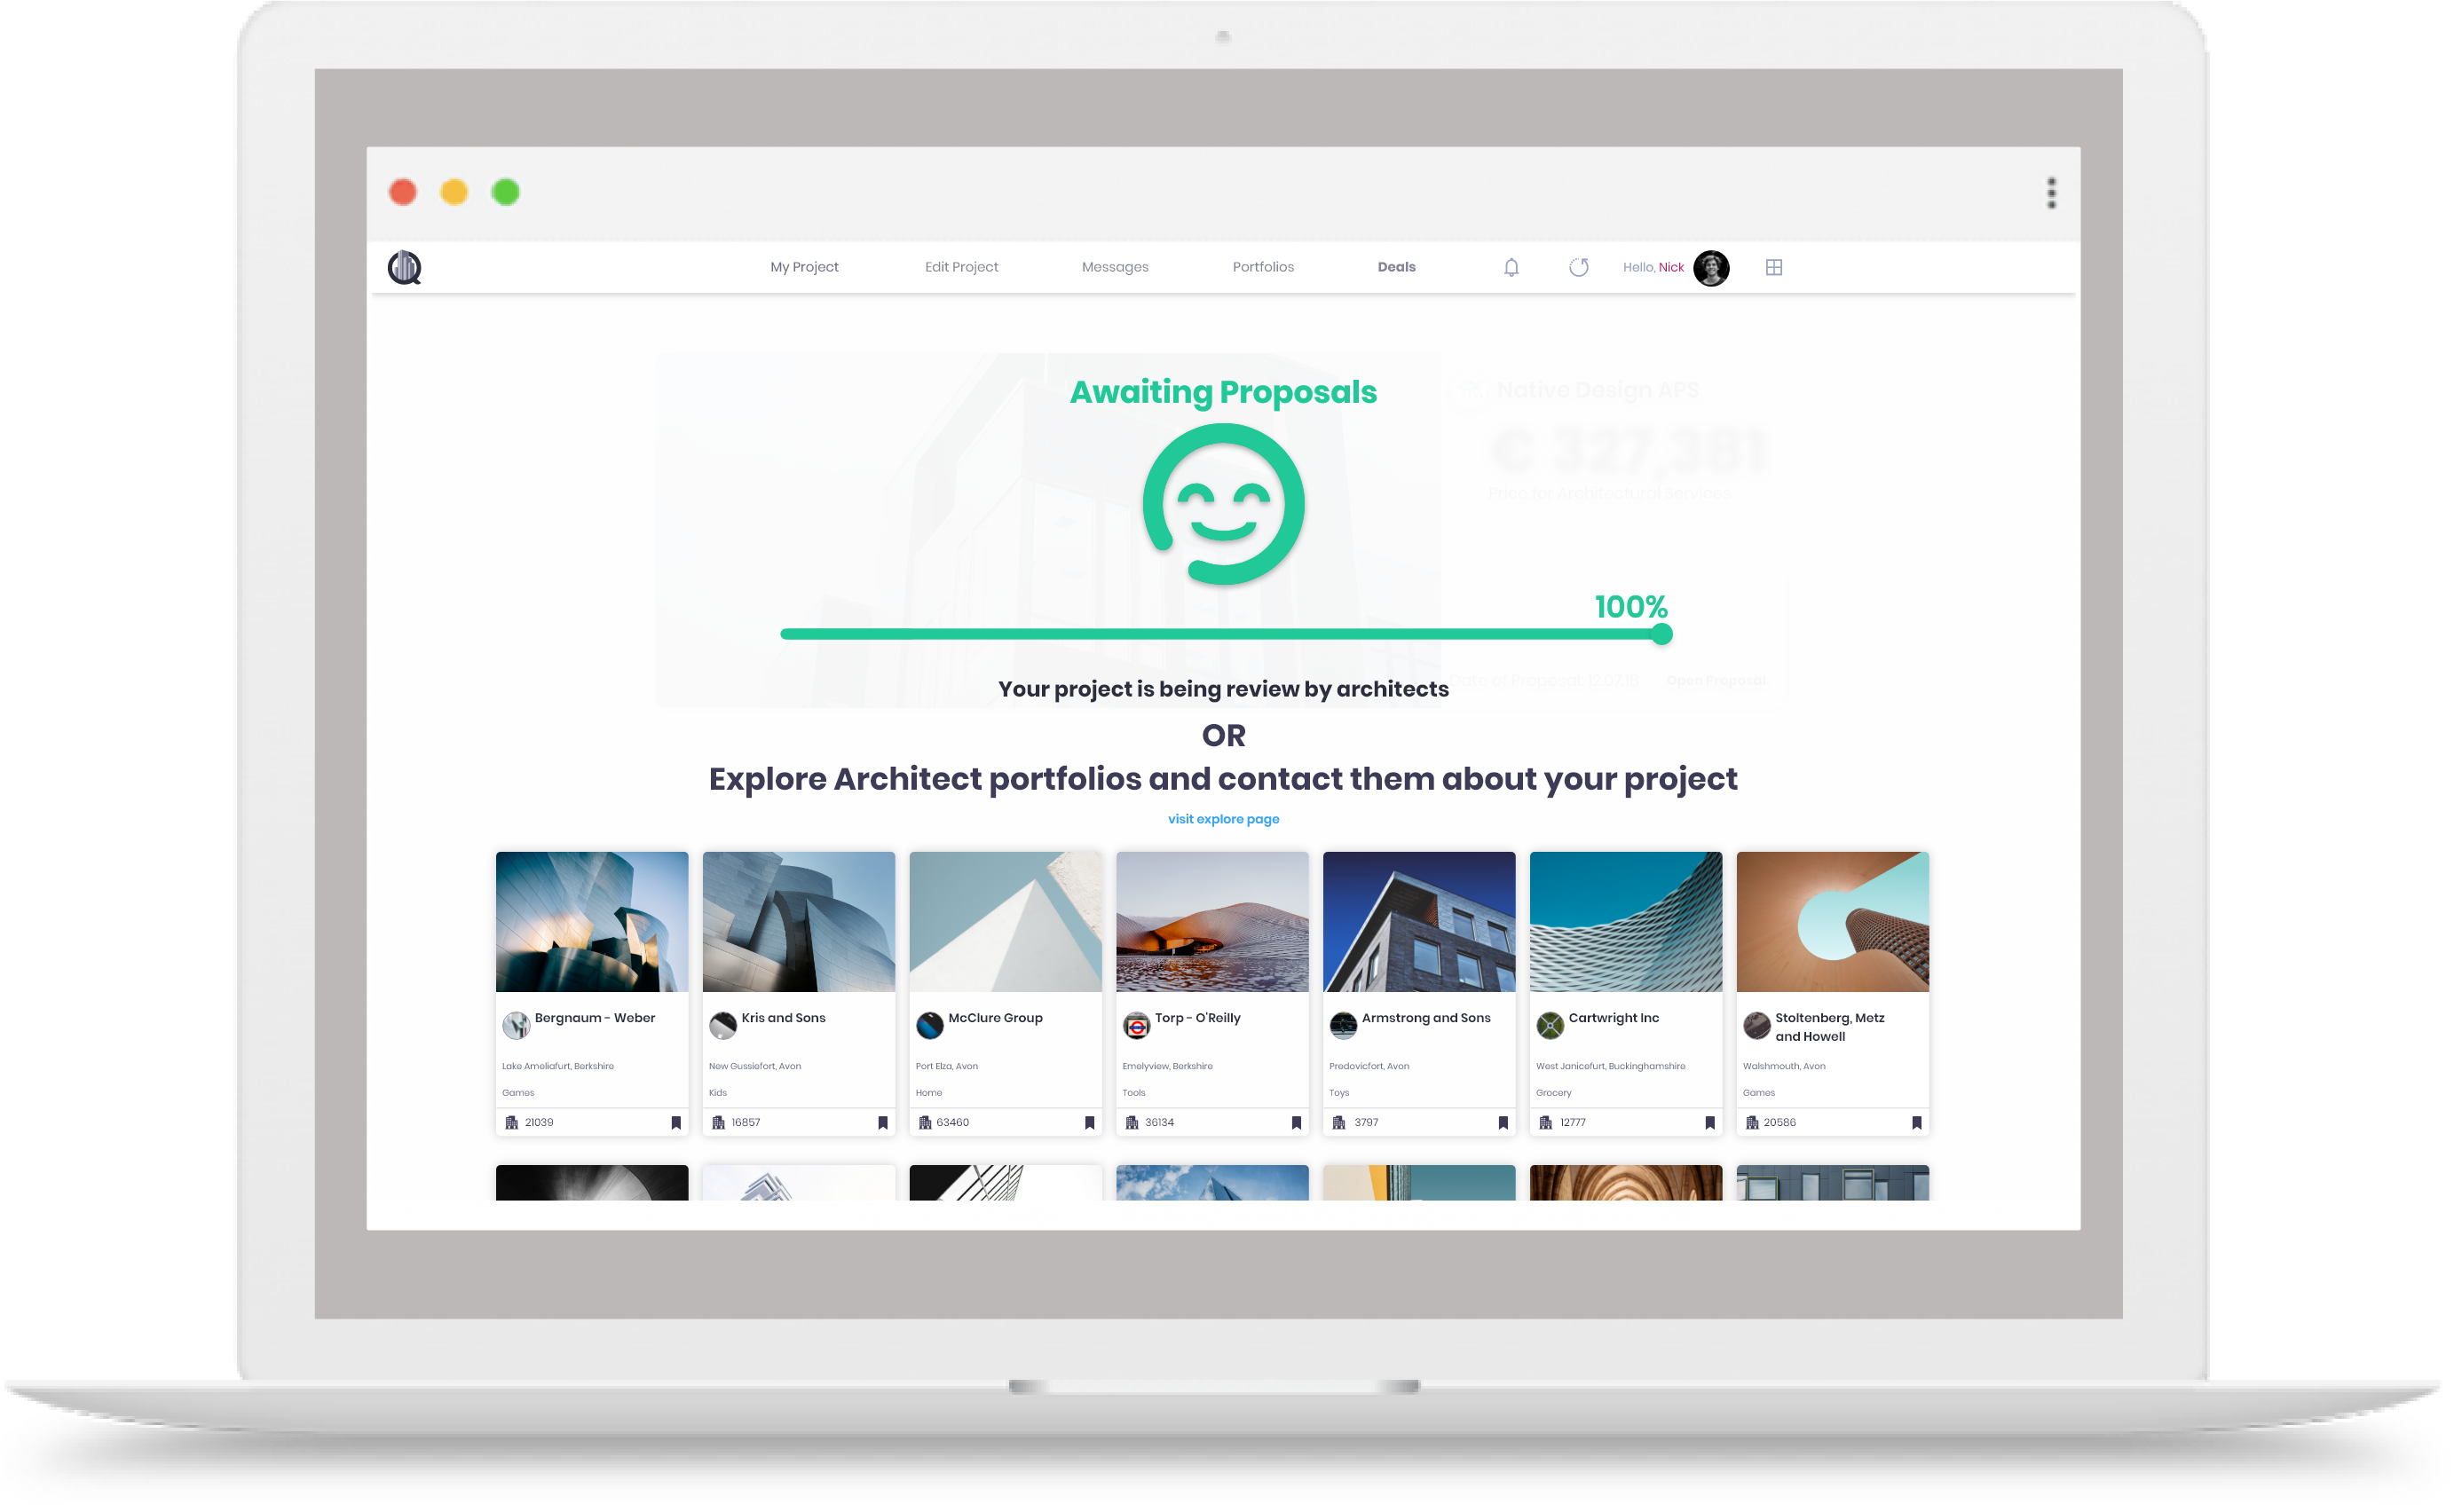 My Project
Edit Project
Messages
Portfolios
Deals
Hello, Nick
Awaiting Proposals
Native Design APS
€ 327,381
Price for Architectural Services
100%
Your project is being review by architects
Date of Proposal, 12.07.18
Open Proposal
OR
Explore Architect portfolios and contact them about your project
visit explore page
Bergnaum - Weber
Lake Ameliafurt, Berkshire
Games
21039
Kris and Sons
New Gussiefort, Avon
Kids
16857
McClure Group
Port Elza, Avon
Home
63460
Torp - O'Reilly
Emelyview, Berkshire
Tools
36134
Armstrong and Sons
Predovicfort, Avon
Toys
3797
Cartwright Inc
West Janicefurt, Buckinghamshire
Grocery
12777
Stoltenberg, Metz
and Howell
Walshmouth, Avon
Games
20586